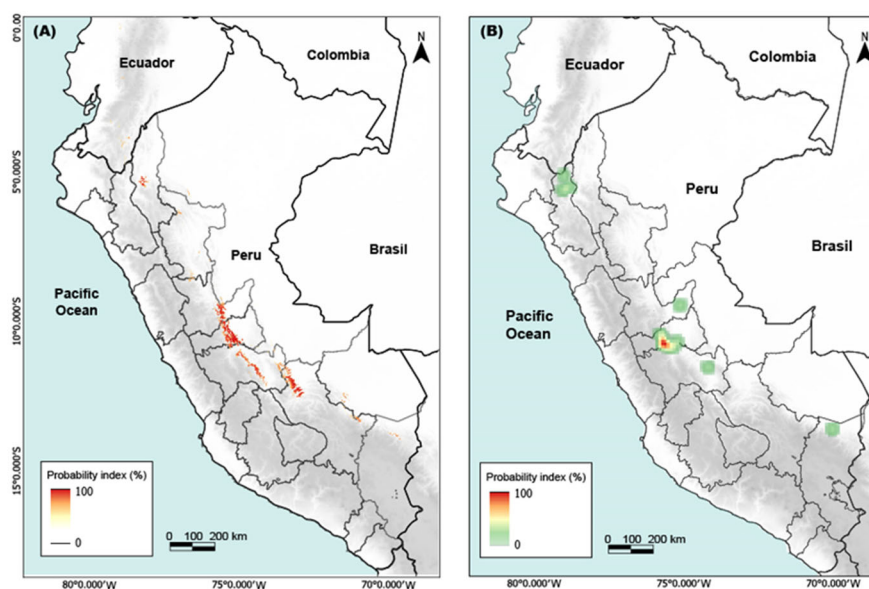 (A)
N
Ecuador
Colombia
Peru
Brasil
Pacific
Ocean
Probability index (%)
100
0
0 100 200 km
0°0.00
5°0.000'S
10°0.000'S
15°0.000'S
80°0.000'W
75°0.000'W
70°0.000'W
(B)
N
Ecuador
Colombia
Peru
Brasil
Pacific
Ocean
Probability index (%)
100
0
0 100 200 km
80°0.000'W
75°0.000'W
70°0.000'W